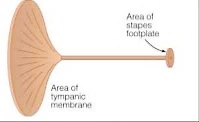 Area of
stapes
footplate
Area of
tympanic
membrane